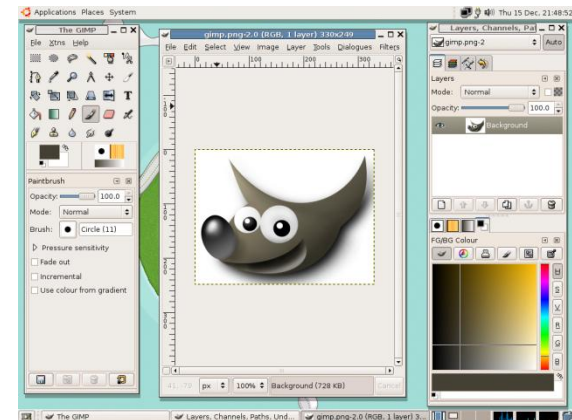 Applications Places System
Thu 15 Dec, 21:48:52
The GIMP
File Xtns Help
Paintbrush
Opacity: 100.0
Mode: Normal
Brush: Circle (11)
Pressure sensitivity
Fade out
Incremental
Use colour from gradient
gimp.png-2.0 (RGB, 1 layer) 330x249
File Edit Select View Image Layer Tools Dialogues Filters
0 100 200 300
px 100% Background (728 KB) Cancel
Layers, Channels, Pat
gimp.png-2 Auto
Layers
Mode: Normal
Opacity: 100.0
Background
FG/BG Colour
H
S
V
R
G
B
The GIMP
Layers, Channels, Paths, Und...
gimp.png-2.0 (RGB, 1 layer) 3...